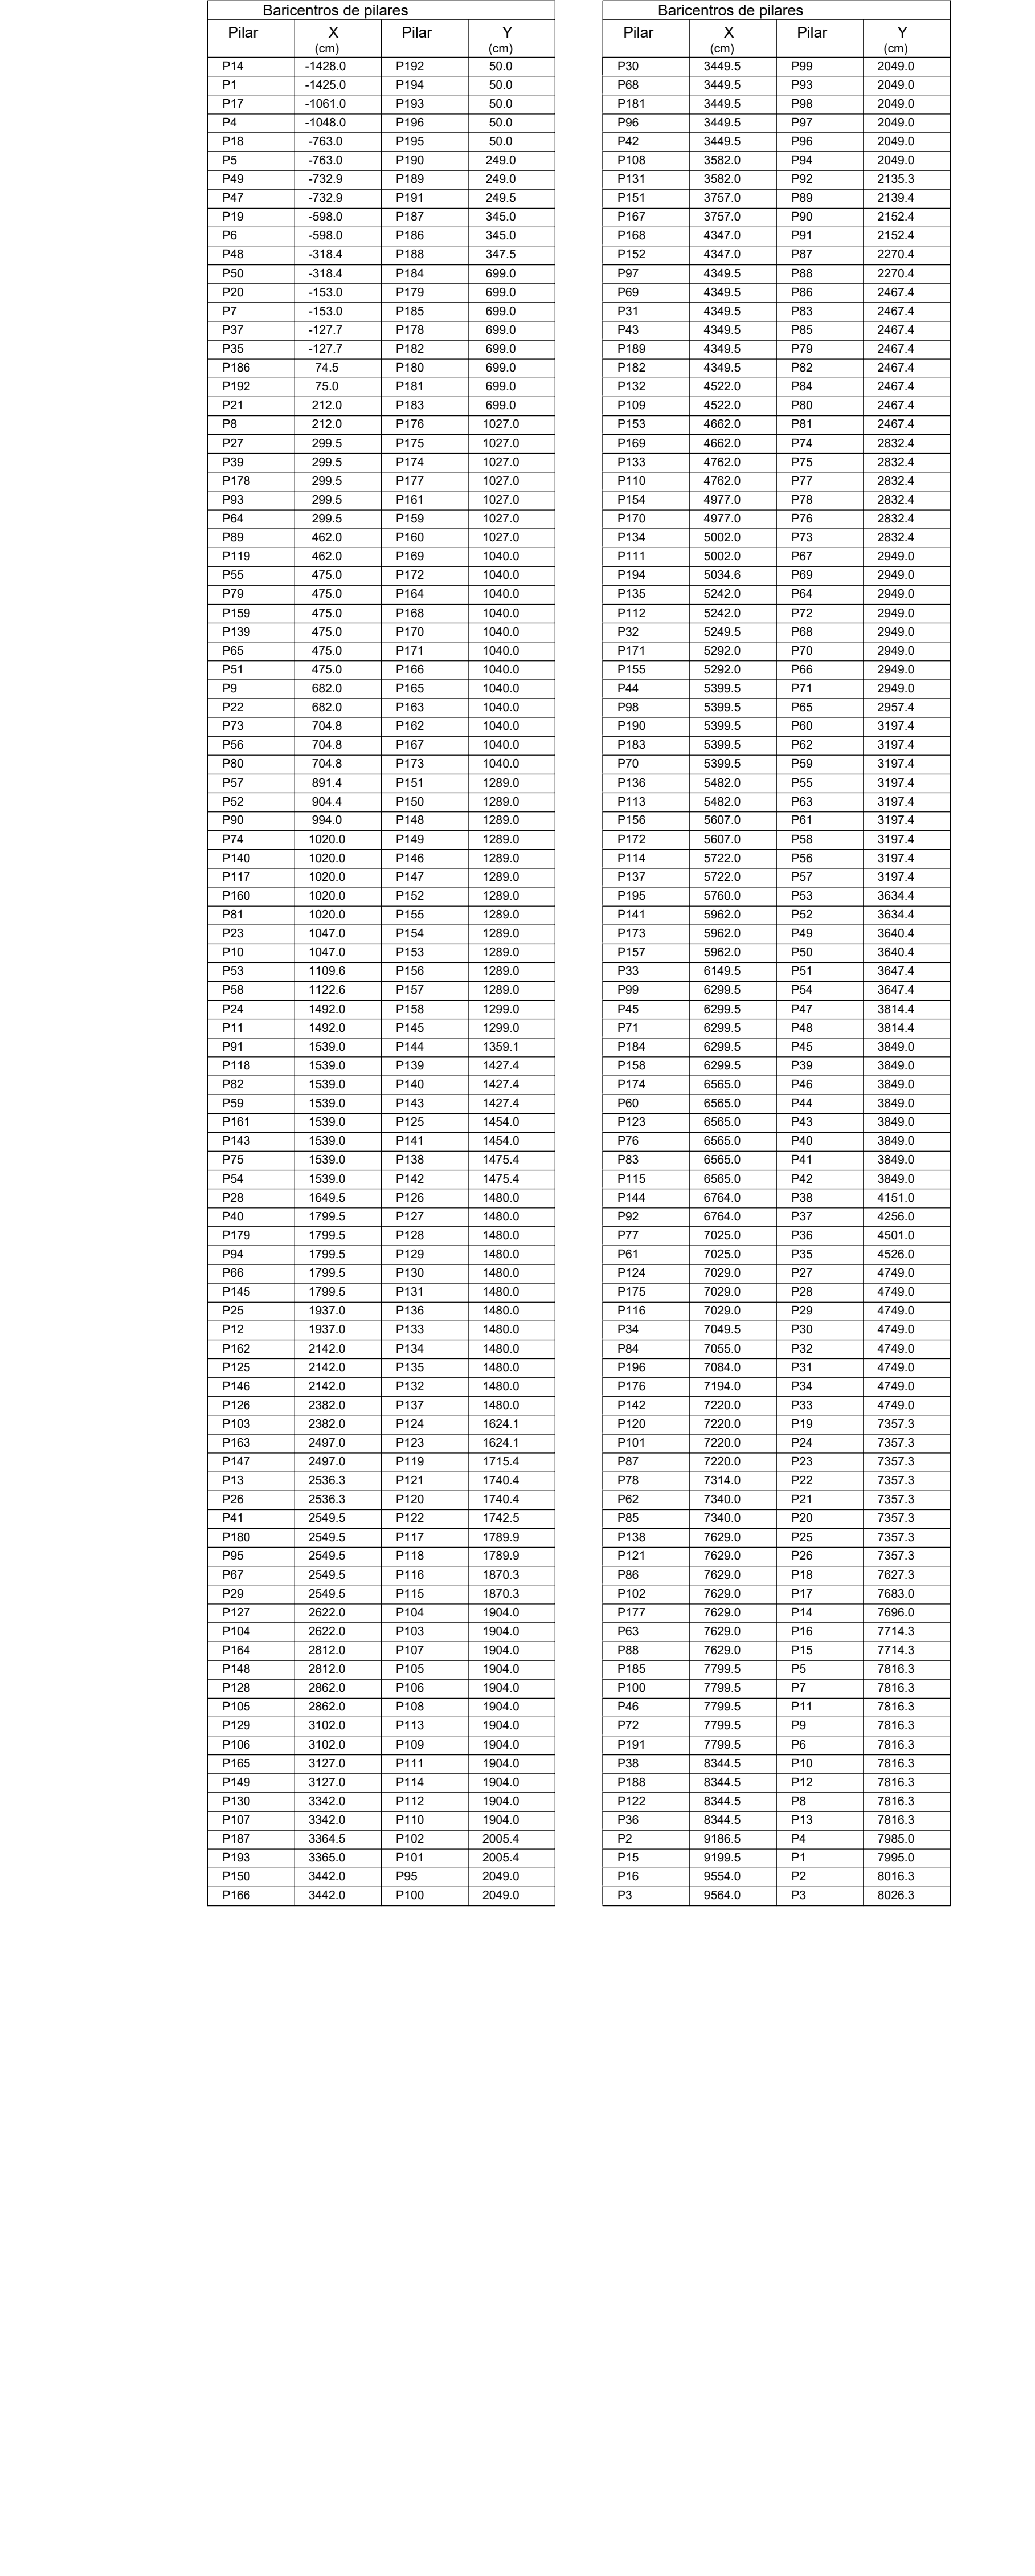 Baricentros de pilares
Pilar X Pilar Y
(cm) (cm)
P14 -1428.0 P192 50.0
P1 -1425.0 P194 50.0
P17 -1061.0 P193 50.0
P4 -1048.0 P196 50.0
P18 -763.0 P195 50.0
P5 -763.0 P190 249.0
P49 -732.9 P189 249.0
P47 -732.9 P191 249.5
P19 -598.0 P187 345.0
P6 -598.0 P186 345.0
P48 -318.4 P188 347.5
P50 -318.4 P184 699.0
P20 -153.0 P179 699.0
P7 -153.0 P185 699.0
P37 -127.7 P178 699.0
P35 -127.7 P182 699.0
P186 74.5 P180 699.0
P192 75.0 P181 699.0
P21 212.0 P183 699.0
P8 212.0 P176 1027.0
P27 299.5 P175 1027.0
P39 299.5 P174 1027.0
P178 299.5 P177 1027.0
P93 299.5 P161 1027.0
P64 299.5 P159 1027.0
P89 462.0 P160 1027.0
P119 462.0 P169 1040.0
P55 475.0 P172 1040.0
P79 475.0 P164 1040.0
P159 475.0 P168 1040.0
P139 475.0 P170 1040.0
P65 475.0 P171 1040.0
P51 475.0 P166 1040.0
P9 682.0 P165 1040.0
P22 682.0 P163 1040.0
P73 704.8 P162 1040.0
P56 704.8 P167 1040.0
P80 704.8 P173 1040.0
P57 891.4 P151 1289.0
P52 904.4 P150 1289.0
P90 994.0 P148 1289.0
P74 1020.0 P149 1289.0
P140 1020.0 P146 1289.0
P117 1020.0 P147 1289.0
P160 1020.0 P152 1289.0
P81 1020.0 P155 1289.0
P23 1047.0 P154 1289.0
P10 1047.0 P153 1289.0
P53 1109.6 P156 1289.0
P58 1122.6 P157 1289.0
P24 1492.0 P158 1299.0
P11 1492.0 P145 1299.0
P91 1539.0 P144 1359.1
P118 1539.0 P139 1427.4
P82 1539.0 P140 1427.4
P59 1539.0 P143 1427.4
P161 1539.0 P125 1454.0
P143 1539.0 P141 1454.0
P75 1539.0 P138 1475.4
P54 1539.0 P142 1475.4
P28 1649.5 P126 1480.0
P40 1799.5 P127 1480.0
P179 1799.5 P128 1480.0
P94 1799.5 P129 1480.0
P66 1799.5 P130 1480.0
P145 1799.5 P131 1480.0
P25 1937.0 P136 1480.0
P12 1937.0 P133 1480.0
P162 2142.0 P134 1480.0
P125 2142.0 P135 1480.0
P146 2142.0 P132 1480.0
P126 2382.0 P137 1480.0
P103 2382.0 P124 1624.1
P163 2497.0 P123 1624.1
P147 2497.0 P119 1715.4
P13 2536.3 P121 1740.4
P26 2536.3 P120 1740.4
P41 2549.5 P122 1742.5
P180 2549.5 P117 1789.9
P95 2549.5 P118 1789.9
P67 2549.5 P116 1870.3
P29 2549.5 P115 1870.3
P127 2622.0 P104 1904.0
P104 2622.0 P103 1904.0
P164 2812.0 P107 1904.0
P148 2812.0 P105 1904.0
P128 2862.0 P106 1904.0
P105 2862.0 P108 1904.0
P129 3102.0 P113 1904.0
P106 3102.0 P109 1904.0
P165 3127.0 P111 1904.0
P149 3127.0 P114 1904.0
P130 3342.0 P112 1904.0
P107 3342.0 P110 1904.0
P187 3364.5 P102 2005.4
P193 3365.0 P101 2005.4
P150 3442.0 P95 2049.0
P166 3442.0 P100 2049.0
Baricentros de pilares
Pilar X Pilar Y
(cm) (cm)
P30 3449.5 P99 2049.0
P68 3449.5 P93 2049.0
P181 3449.5 P98 2049.0
P96 3449.5 P97 2049.0
P42 3449.5 P96 2049.0
P108 3582.0 P94 2049.0
P131 3582.0 P92 2135.3
P151 3757.0 P89 2139.4
P167 3757.0 P90 2152.4
P168 4347.0 P91 2152.4
P152 4347.0 P87 2270.4
P97 4349.5 P88 2270.4
P69 4349.5 P86 2467.4
P31 4349.5 P83 2467.4
P43 4349.5 P85 2467.4
P189 4349.5 P79 2467.4
P182 4349.5 P82 2467.4
P132 4522.0 P84 2467.4
P109 4522.0 P80 2467.4
P153 4662.0 P81 2467.4
P169 4662.0 P74 2832.4
P133 4762.0 P75 2832.4
P110 4762.0 P77 2832.4
P154 4977.0 P78 2832.4
P170 4977.0 P76 2832.4
P134 5002.0 P73 2832.4
P111 5002.0 P67 2949.0
P194 5034.6 P69 2949.0
P135 5242.0 P64 2949.0
P112 5242.0 P72 2949.0
P32 5249.5 P68 2949.0
P171 5292.0 P70 2949.0
P155 5292.0 P66 2949.0
P44 5399.5 P71 2949.0
P98 5399.5 P65 2957.4
P190 5399.5 P60 3197.4
P183 5399.5 P62 3197.4
P70 5399.5 P59 3197.4
P136 5482.0 P55 3197.4
P113 5482.0 P63 3197.4
P156 5607.0 P61 3197.4
P172 5607.0 P58 3197.4
P114 5722.0 P56 3197.4
P137 5722.0 P57 3197.4
P195 5760.0 P53 3634.4
P141 5962.0 P52 3634.4
P173 5962.0 P49 3640.4
P157 5962.0 P50 3640.4
P33 6149.5 P51 3647.4
P99 6299.5 P54 3647.4
P45 6299.5 P47 3814.4
P71 6299.5 P48 3814.4
P184 6299.5 P45 3849.0
P158 6299.5 P39 3849.0
P174 6565.0 P46 3849.0
P60 6565.0 P44 3849.0
P123 6565.0 P43 3849.0
P76 6565.0 P40 3849.0
P83 6565.0 P41 3849.0
P115 6565.0 P42 3849.0
P144 6764.0 P38 4151.0
P92 6764.0 P37 4256.0
P77 7025.0 P36 4501.0
P61 7025.0 P35 4526.0
P124 7029.0 P27 4749.0
P175 7029.0 P28 4749.0
P116 7029.0 P29 4749.0
P34 7049.5 P30 4749.0
P84 7055.0 P32 4749.0
P196 7084.0 P31 4749.0
P176 7194.0 P34 4749.0
P142 7220.0 P33 4749.0
P120 7220.0 P19 7357.3
P101 7220.0 P24 7357.3
P87 7220.0 P23 7357.3
P78 7314.0 P22 7357.3
P62 7340.0 P21 7357.3
P85 7340.0 P20 7357.3
P138 7629.0 P25 7357.3
P121 7629.0 P26 7357.3
P86 7629.0 P18 7627.3
P102 7629.0 P17 7683.0
P177 7629.0 P14 7696.0
P63 7629.0 P16 7714.3
P88 7629.0 P15 7714.3
P185 7799.5 P5 7816.3
P100 7799.5 P7 7816.3
P46 7799.5 P11 7816.3
P72 7799.5 P9 7816.3
P191 7799.5 P6 7816.3
P38 8344.5 P10 7816.3
P188 8344.5 P12 7816.3
P122 8344.5 P8 7816.3
P36 8344.5 P13 7816.3
P2 9186.5 P4 7985.0
P15 9199.5 P1 7995.0
P16 9554.0 P2 8016.3
P3 9564.0 P3 8026.3